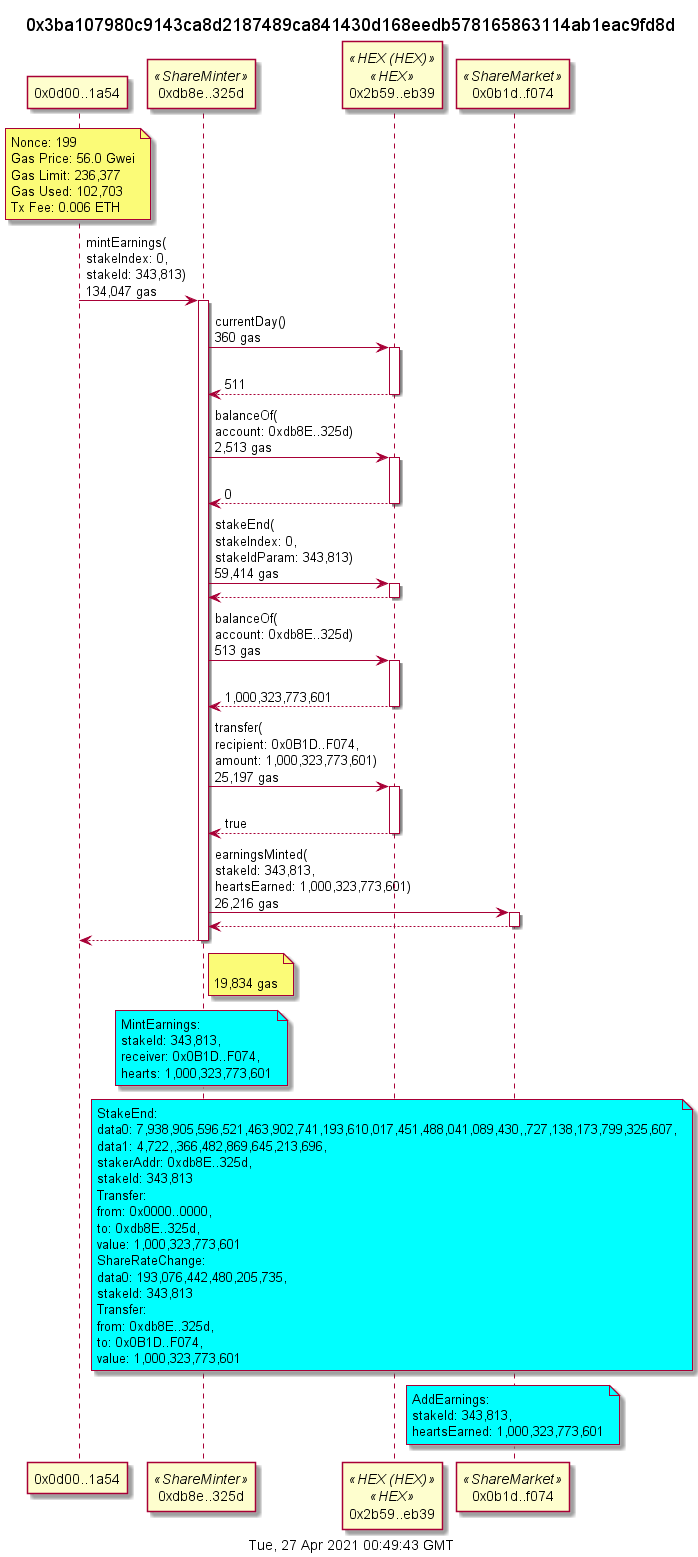 0x3ba107980c9143ca8d2187489ca841430d168eedb578165863114ab1eac9fd8d
«HEX (HEX)»
«ShareMinter»
«HEX»
«ShareMarket»
0x0d00..1a54
0xdb8e..325d
0x2b59..eb39
0x0b1d..f074
Nonce: 199
Gas Price: 56.0 Gwei
Gas Limit: 236,377
Gas Used: 102,703
Tx Fee: 0.006 ETH
mintEarnings(
stakeIndex: 0,
stakeId: 343,813)
134,047 gas
currentDay()
360 gas
511
balanceOf(
account: 0xdb8E..325d)
2,513 gas
0
stakeEnd(
stakeIndex: 0,
stakeIdParam: 343,813)
59,414 gas
balanceOf(
account: 0xdb8E..325d)
513 gas
1,000,323,773,601
transfer(
recipient: 0x0B1D..F074,
amount: 1,000,323,773,601)
25,197 gas
true
earningsMinted(
stakeId: 343,813,
heartsEarned: 1,000,323,773,601)
26,216 gas
19,834 gas
MintEarnings:
stakeId: 343,813,
receiver: 0x0B1D..F074,
hearts: 1,000,323,773,601
StakeEnd:
data0: 7,938,905,596,521,463,902,741,193,610,017,451,488,041,089,430,,727,138,173,799,325,607,
data1: 4,722,,366,482,869,645,213,696,
stakerAddr: 0xdb8E..325d,
stakeId: 343,813
Transfer:
from: 0x0000..0000,
to: 0xdb8E..325d,
value: 1,000,323,773,601
ShareRateChange:
data0: 193,076,442,480,205,735,
stakeId: 343,813
Transfer:
from: 0xdb8E..325d,
to: 0x0B1D..F074,
value: 1,000,323,773,601
AddEarnings:
stakeId: 343,813,
heartsEarned: 1,000,323,773,601
0x0d00..1a54
«ShareMinter»
0xdb8e..325d
«HEX (HEX)»
«HEX»
0x2b59..eb39
«ShareMarket»
0x0b1d..f074
Tue, 27 Apr 2021 00:49:43 GMT